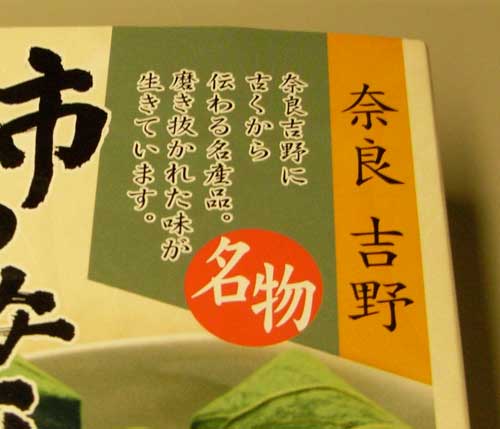 奈良 吉野
奈良吉野に
古くから
伝わる名産品。
磨き抜かれた味が
生きています。
名物